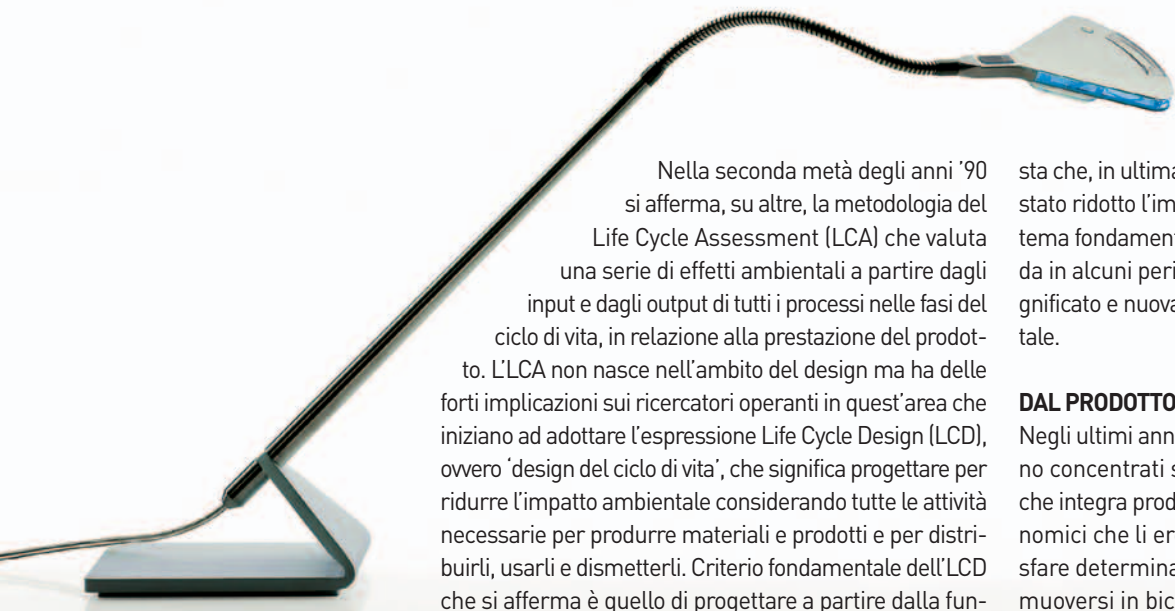 Nella seconda metà degli anni ’90
si afferma, su altre, la metodologia del
Life Cycle Assessment (LCA) che valuta
una serie di effetti ambientali a partire dagli
input e dagli output di tutti i processi nelle fasi del
ciclo di vita, in relazione alla prestazione del prodot-
to. L’LCA non nasce nell’ambito del design ma ha delle
forti implicazioni sui ricercatori operanti in quest’area che
iniziano ad adottare l’espressione Life Cycle Design (LCD),
ovvero ‘design del ciclo di vita’, che significa progettare per
ridurre l’impatto ambientale considerando tutte le attività
necessarie per produrre materiali e prodotti e per distri-
buirli, usarli e dismetterli. Criterio fondamentale dell’LCD
che si afferma è quello di progettare a partire dalla fun-
sta che, in ultima
stato ridotto l’im
tema fondament
da in alcuni peri
gnificato e nuova
tale.
DAL PRODOTTO
Negli ultimi ann
no concentrati s
che integra prod
nomici che li er
sfare determina
muoversi in bic